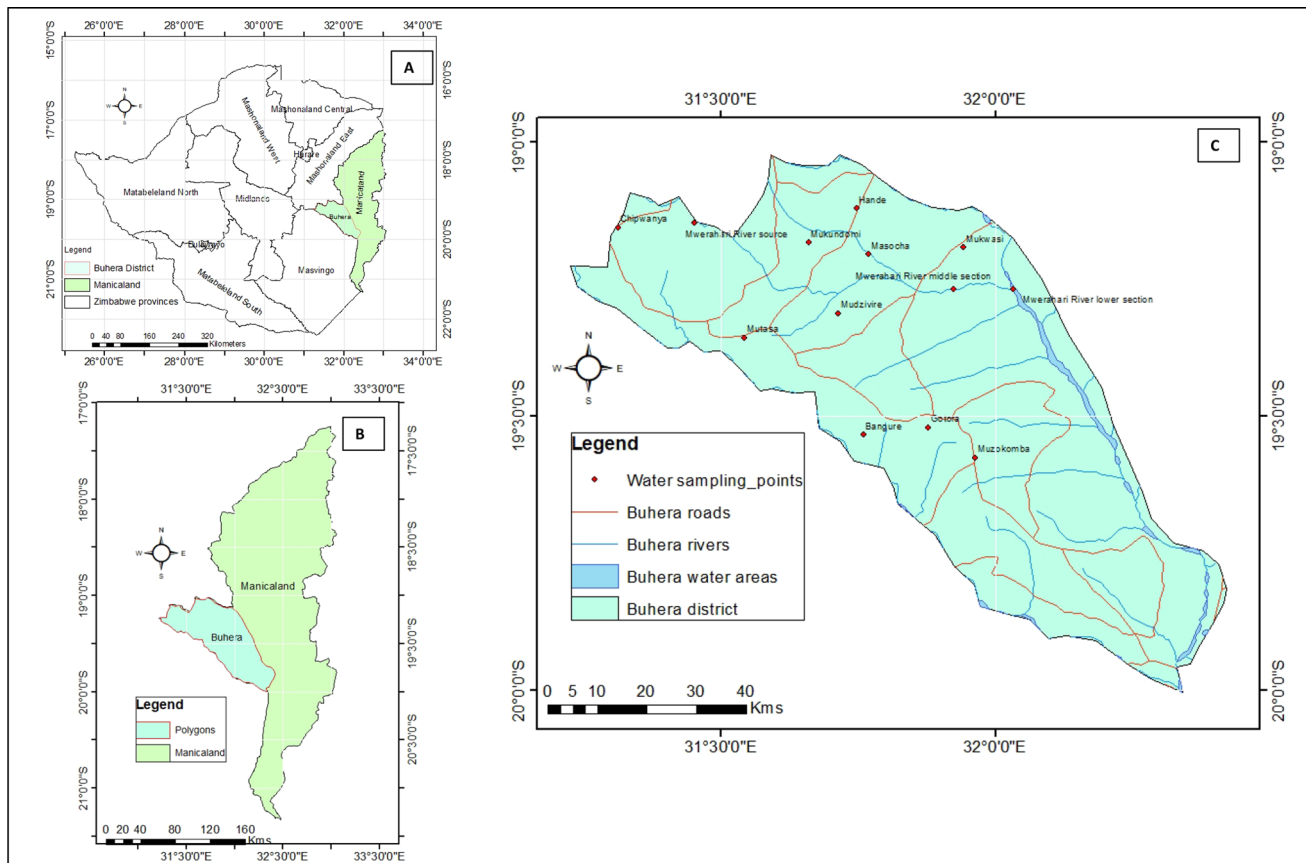 26°0'0"E 28°0'0"E 30°0'0"E 32°0'0"E 34°0'0"E
15°0'0"S
17°0'0"S
19°0'0"S
21°0'0"S
16°0'0"S
18°0'0"S
20°0'0"S
22°0'0"S
A
N
W E
S
Mashonaland Central
Mashonaland West
Mashonaland East
Harare
Manicaland
Matabeleland North
Midlands
Buhera
Bulawayo
Masvingo
Matabeleland South
Legend
Buhera District
Manicaland
Zimbabwe provinces
0 40 80 160 240 320
Kilometers
26°0'0"E 28°0'0"E 30°0'0"E 32°0'0"E 34°0'0"E
31°30'0"E 32°30'0"E 33°30'0"E
17°0'0"S
18°0'0"S
19°0'0"S
20°0'0"S
21°0'0"S
17°30'0"S
18°30'0"S
19°30'0"S
20°30'0"S
B
N
W E
S
Manicaland
Buhera
Legend
Polygons
Manicaland
0 20 40 80 120 160
Kms
31°30'0"E 32°30'0"E 33°30'0"E
31°30'0"E 32°0'0"E
19°0'0"S
19°30'0"S
20°0'0"S
19°0'0"S
19°30'0"S
20°0'0"S
C
Hande
Chipwanya
Mwerahari River source
Mukundomi
Masocha
Mukwasi
Mwerahari River middle section
Mwerahari River lower section
Mudzivire
Mutasa
N
W E
S
Bangure
Gotora
Muzokomba
Legend
Water sampling_points
Buhera roads
Buhera rivers
Buhera water areas
Buhera district
0 5 10 20 30 40
Kms
31°30'0"E 32°0'0"E